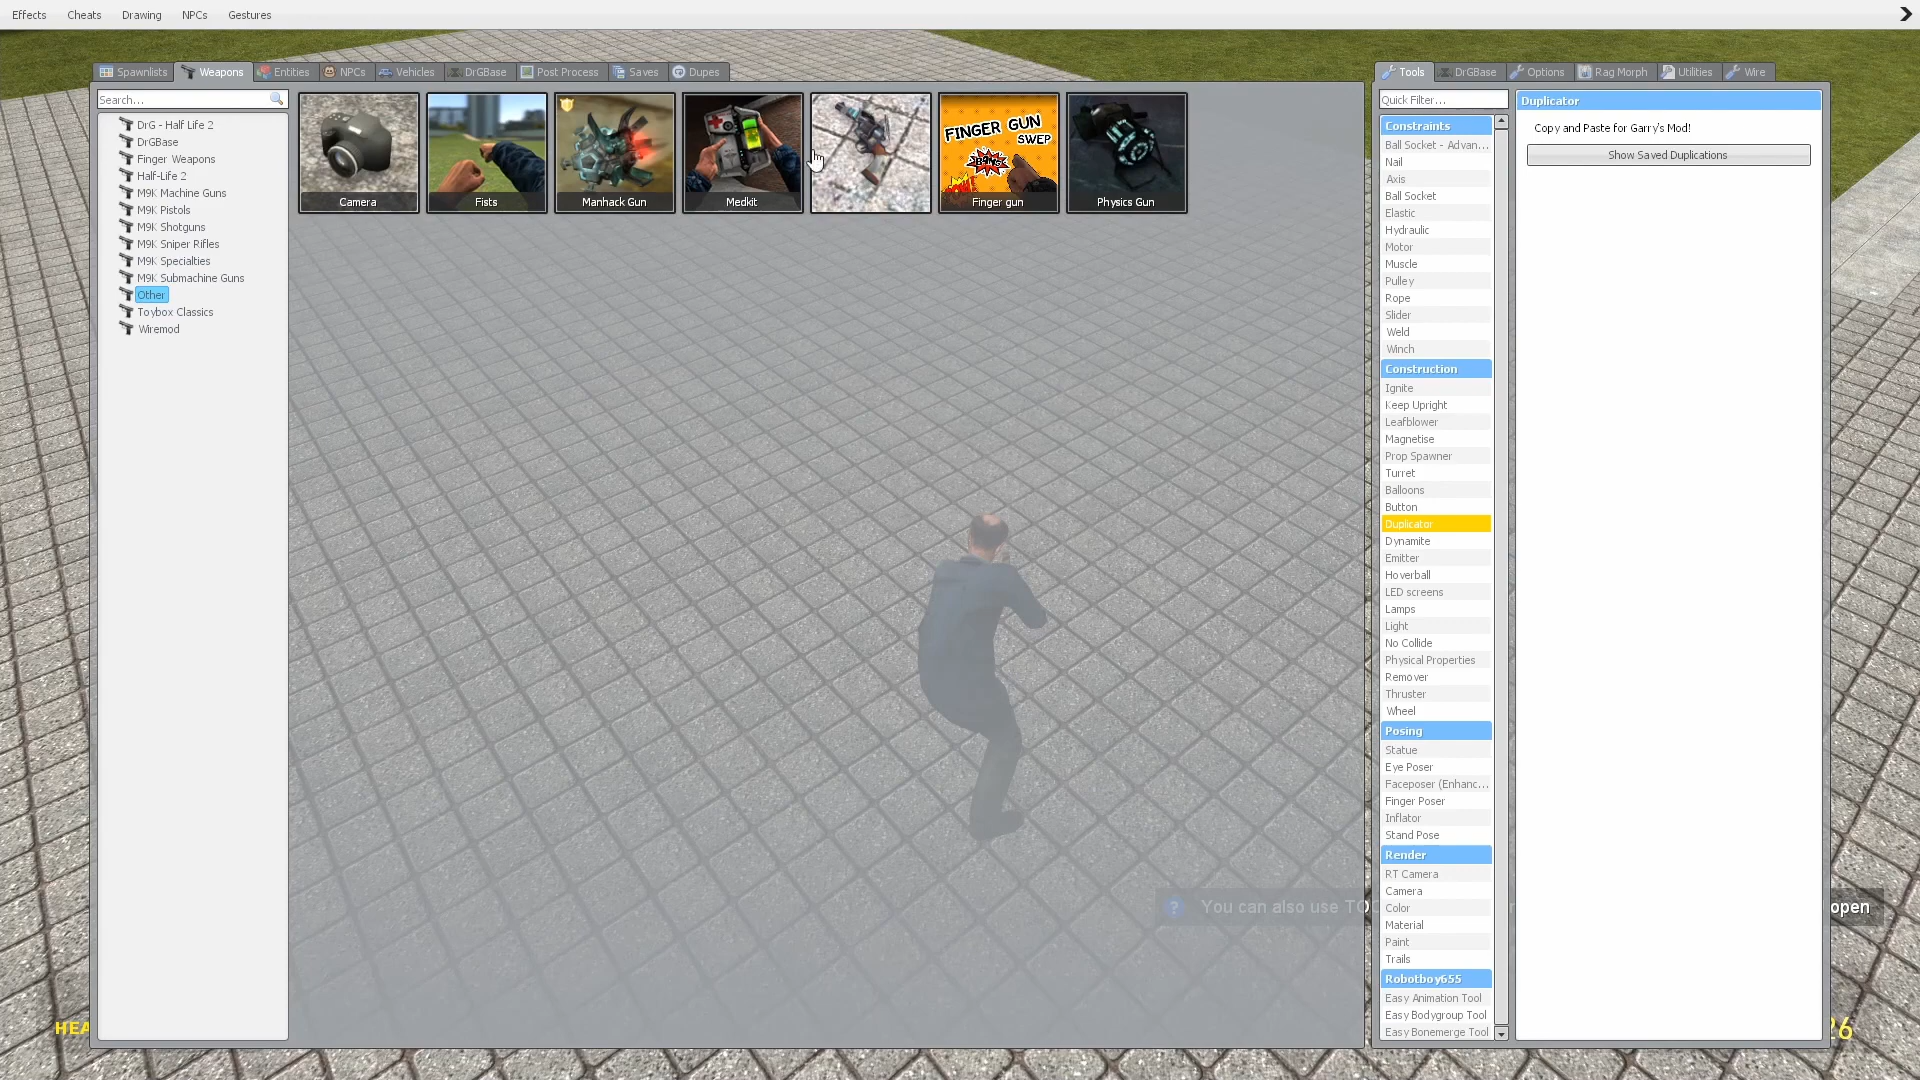 Effects Cheats Drawing NPCs Gestures
Spawnlists Weapons Entities NPCs Vehicles DrGBase Post Process Saves Dupes
Search...
DrG - Half Life 2
DrGBase
Finger Weapons
Half-Life 2
M9K Machine Guns
M9K Pistols
M9K Shotguns
M9K Sniper Rifles
M9K Specialties
M9K Submachine Guns
Other
Toybox Classics
Wiremod
FINGER GUN
SWEP
BANG
Camera Fists Manhack Gun Medkit Finger gun Physics Gun
You can also use TO
open
HEA
26
Tools DrGBase Options Rag Morph Utilities Wire
Quick Filter...
Constraints
Ball Socket - Advan...
Nail
Axis
Ball Socket
Elastic
Hydraulic
Motor
Muscle
Pulley
Rope
Slider
Weld
Winch
Construction
Ignite
Keep Upright
Leafblower
Magnetise
Prop Spawner
Turret
Balloons
Button
Duplicator
Dynamite
Emitter
Hoverball
LED screens
Lamps
Light
No Collide
Physical Properties
Remover
Thruster
Wheel
Posing
Statue
Eye Poser
Faceposer (Enhanc...
Finger Poser
Inflator
Stand Pose
Render
RT Camera
Camera
Color
Material
Paint
Trails
Robotboy655
Easy Animation Tool
Easy Bodygroup Tool
Easy Bonemerge Tool
Duplicator
Copy and Paste for Garry's Mod!
Show Saved Duplications